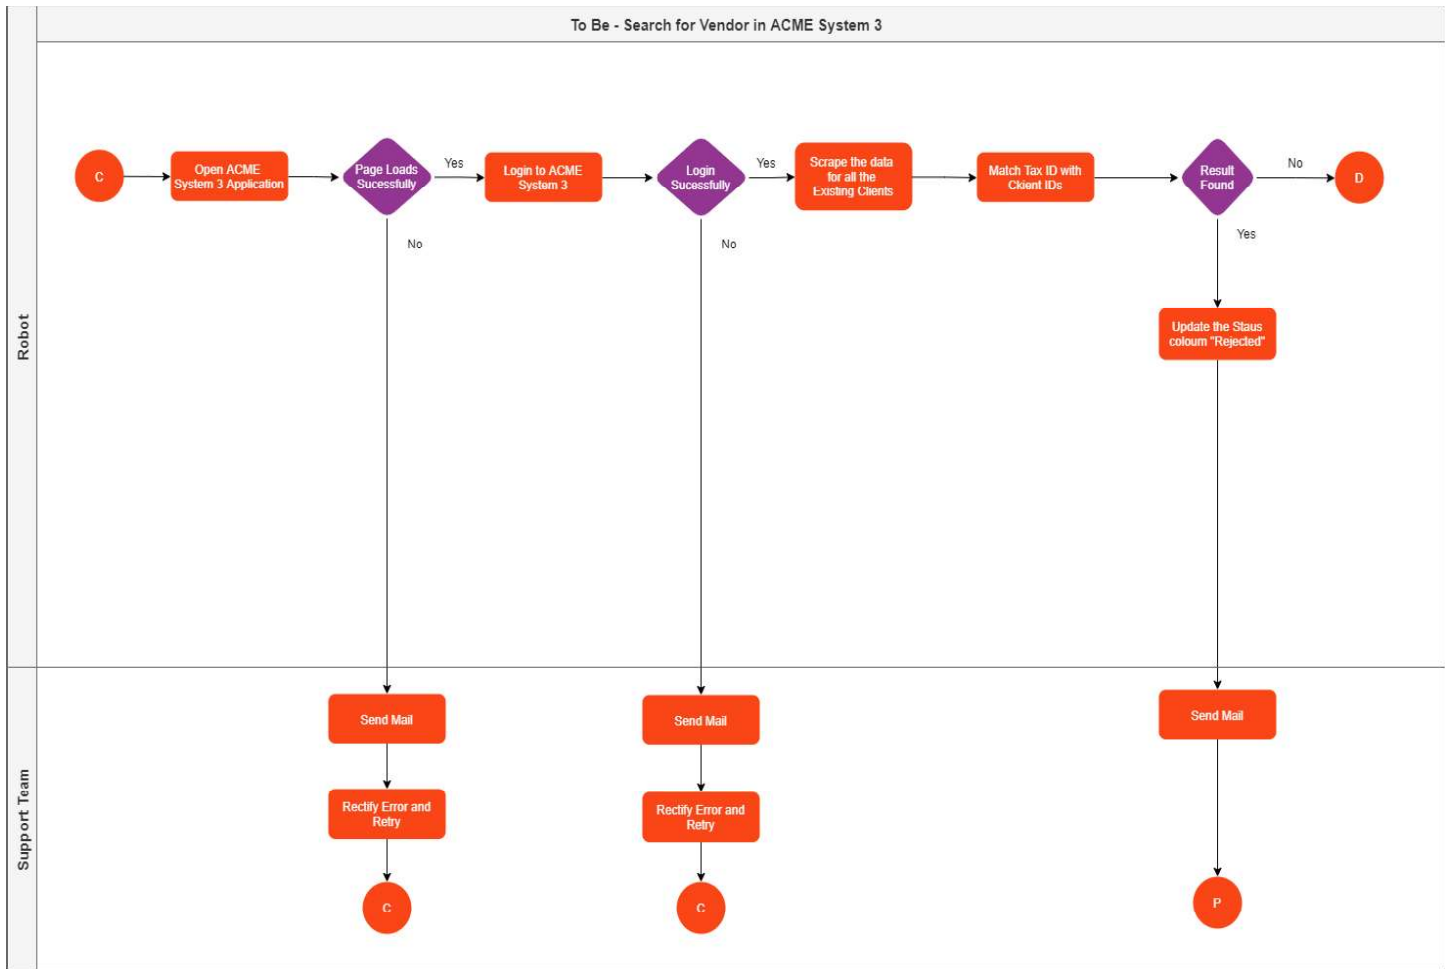 To Be - Search for Vendor in ACME System 3
Robot
C
Open ACME
System 3 Application
Page Loads
Sucessfully
Yes
No
Login to ACME
System 3
Login
Sucessfully
Yes
No
Scrape the data
for all the
Existing Clients
Match Tax ID with
Ckient IDs
Result
Found
No
D
Yes
Update the Staus
coloum "Rejected"
Support Team
Send Mail
Rectify Error and
Retry
C
Send Mail
Rectify Error and
Retry
C
Send Mail
P